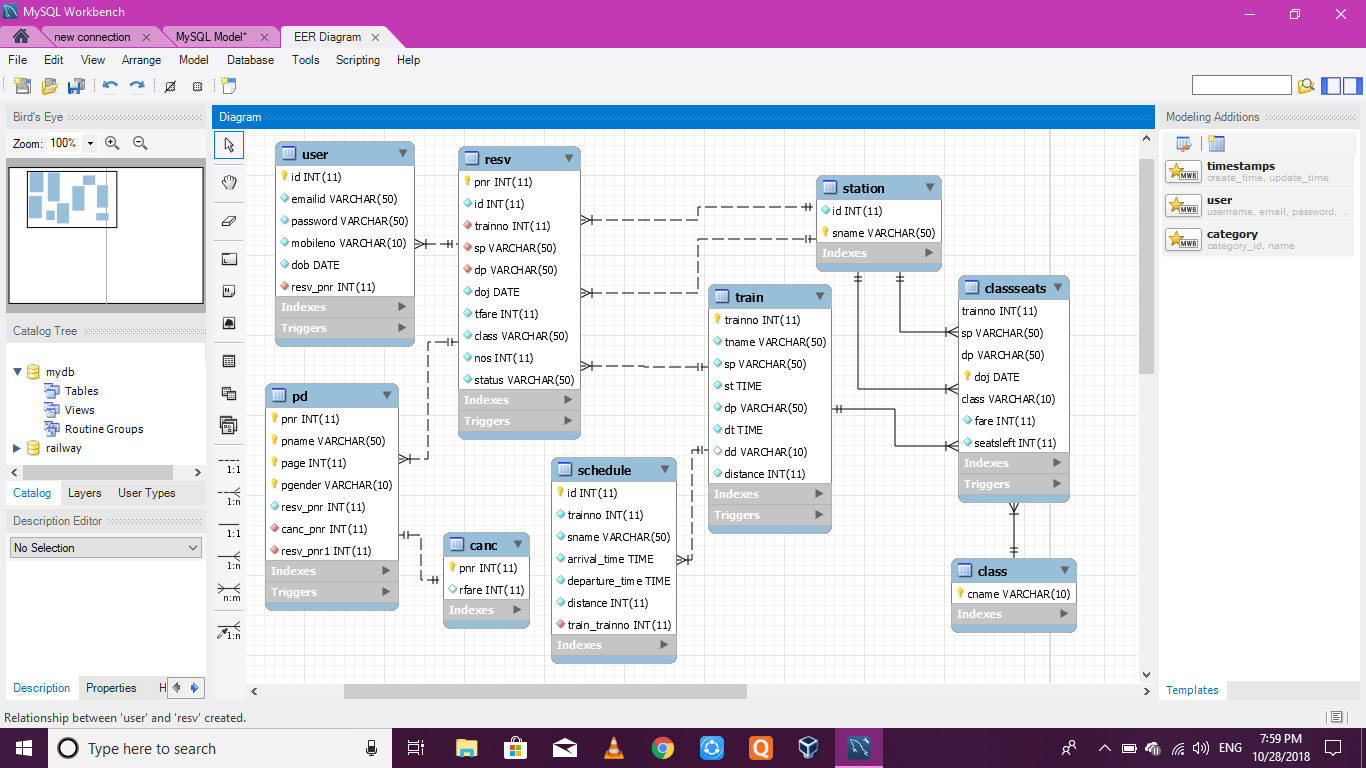 MySQL Workbench
new connection
MySQL Model*
EER Diagram
File Edit View Arrange Model Database Tools Scripting Help
Bird's Eye
Zoom: 100%
Catalog Tree
mydb
Tables
Views
Routine Groups
railway
Catalog Layers User Types
Description Editor
No Selection
Description Properties H
Diagram
1:1
1:n
1:1
1:n
n:m
1:n
user
id INT(11)
emailid VARCHAR(50)
password VARCHAR(50)
mobileno VARCHAR(10)
dob DATE
resv_pnr INT(11)
Indexes
Triggers
resv
pnr INT(11)
id INT(11)
trainno INT(11)
sp VARCHAR(50)
dp VARCHAR(50)
doj DATE
tfare INT(11)
class VARCHAR(50)
nos INT(11)
status VARCHAR(50)
Indexes
Triggers
station
id INT(11)
sname VARCHAR(50)
Indexes
train
trainno INT(11)
tname VARCHAR(50)
sp VARCHAR(50)
st TIME
dp VARCHAR(50)
dt TIME
dd VARCHAR(10)
distance INT(11)
Indexes
Triggers
classseats
trainno INT(11)
sp VARCHAR(50)
dp VARCHAR(50)
doj DATE
class VARCHAR(10)
fare INT(11)
seatsleft INT(11)
Indexes
Triggers
pd
pnr INT(11)
pname VARCHAR(50)
page INT(11)
pgender VARCHAR(10)
resv_pnr INT(11)
canc_pnr INT(11)
resv_pnr1 INT(11)
Indexes
Triggers
canc
pnr INT(11)
rfare INT(11)
Indexes
schedule
id INT(11)
trainno INT(11)
sname VARCHAR(50)
arrival_time TIME
departure_time TIME
distance INT(11)
train_trainno INT(11)
Indexes
class
cname VARCHAR(10)
Indexes
Modeling Additions
MWB
timestamps
create_time, update_time
MWB
user
username, email, password, ...
MWB
category
category_id, name
Templates
Relationship between 'user' and 'resv' created.
Type here to search
ENG
7:59 PM
10/28/2018